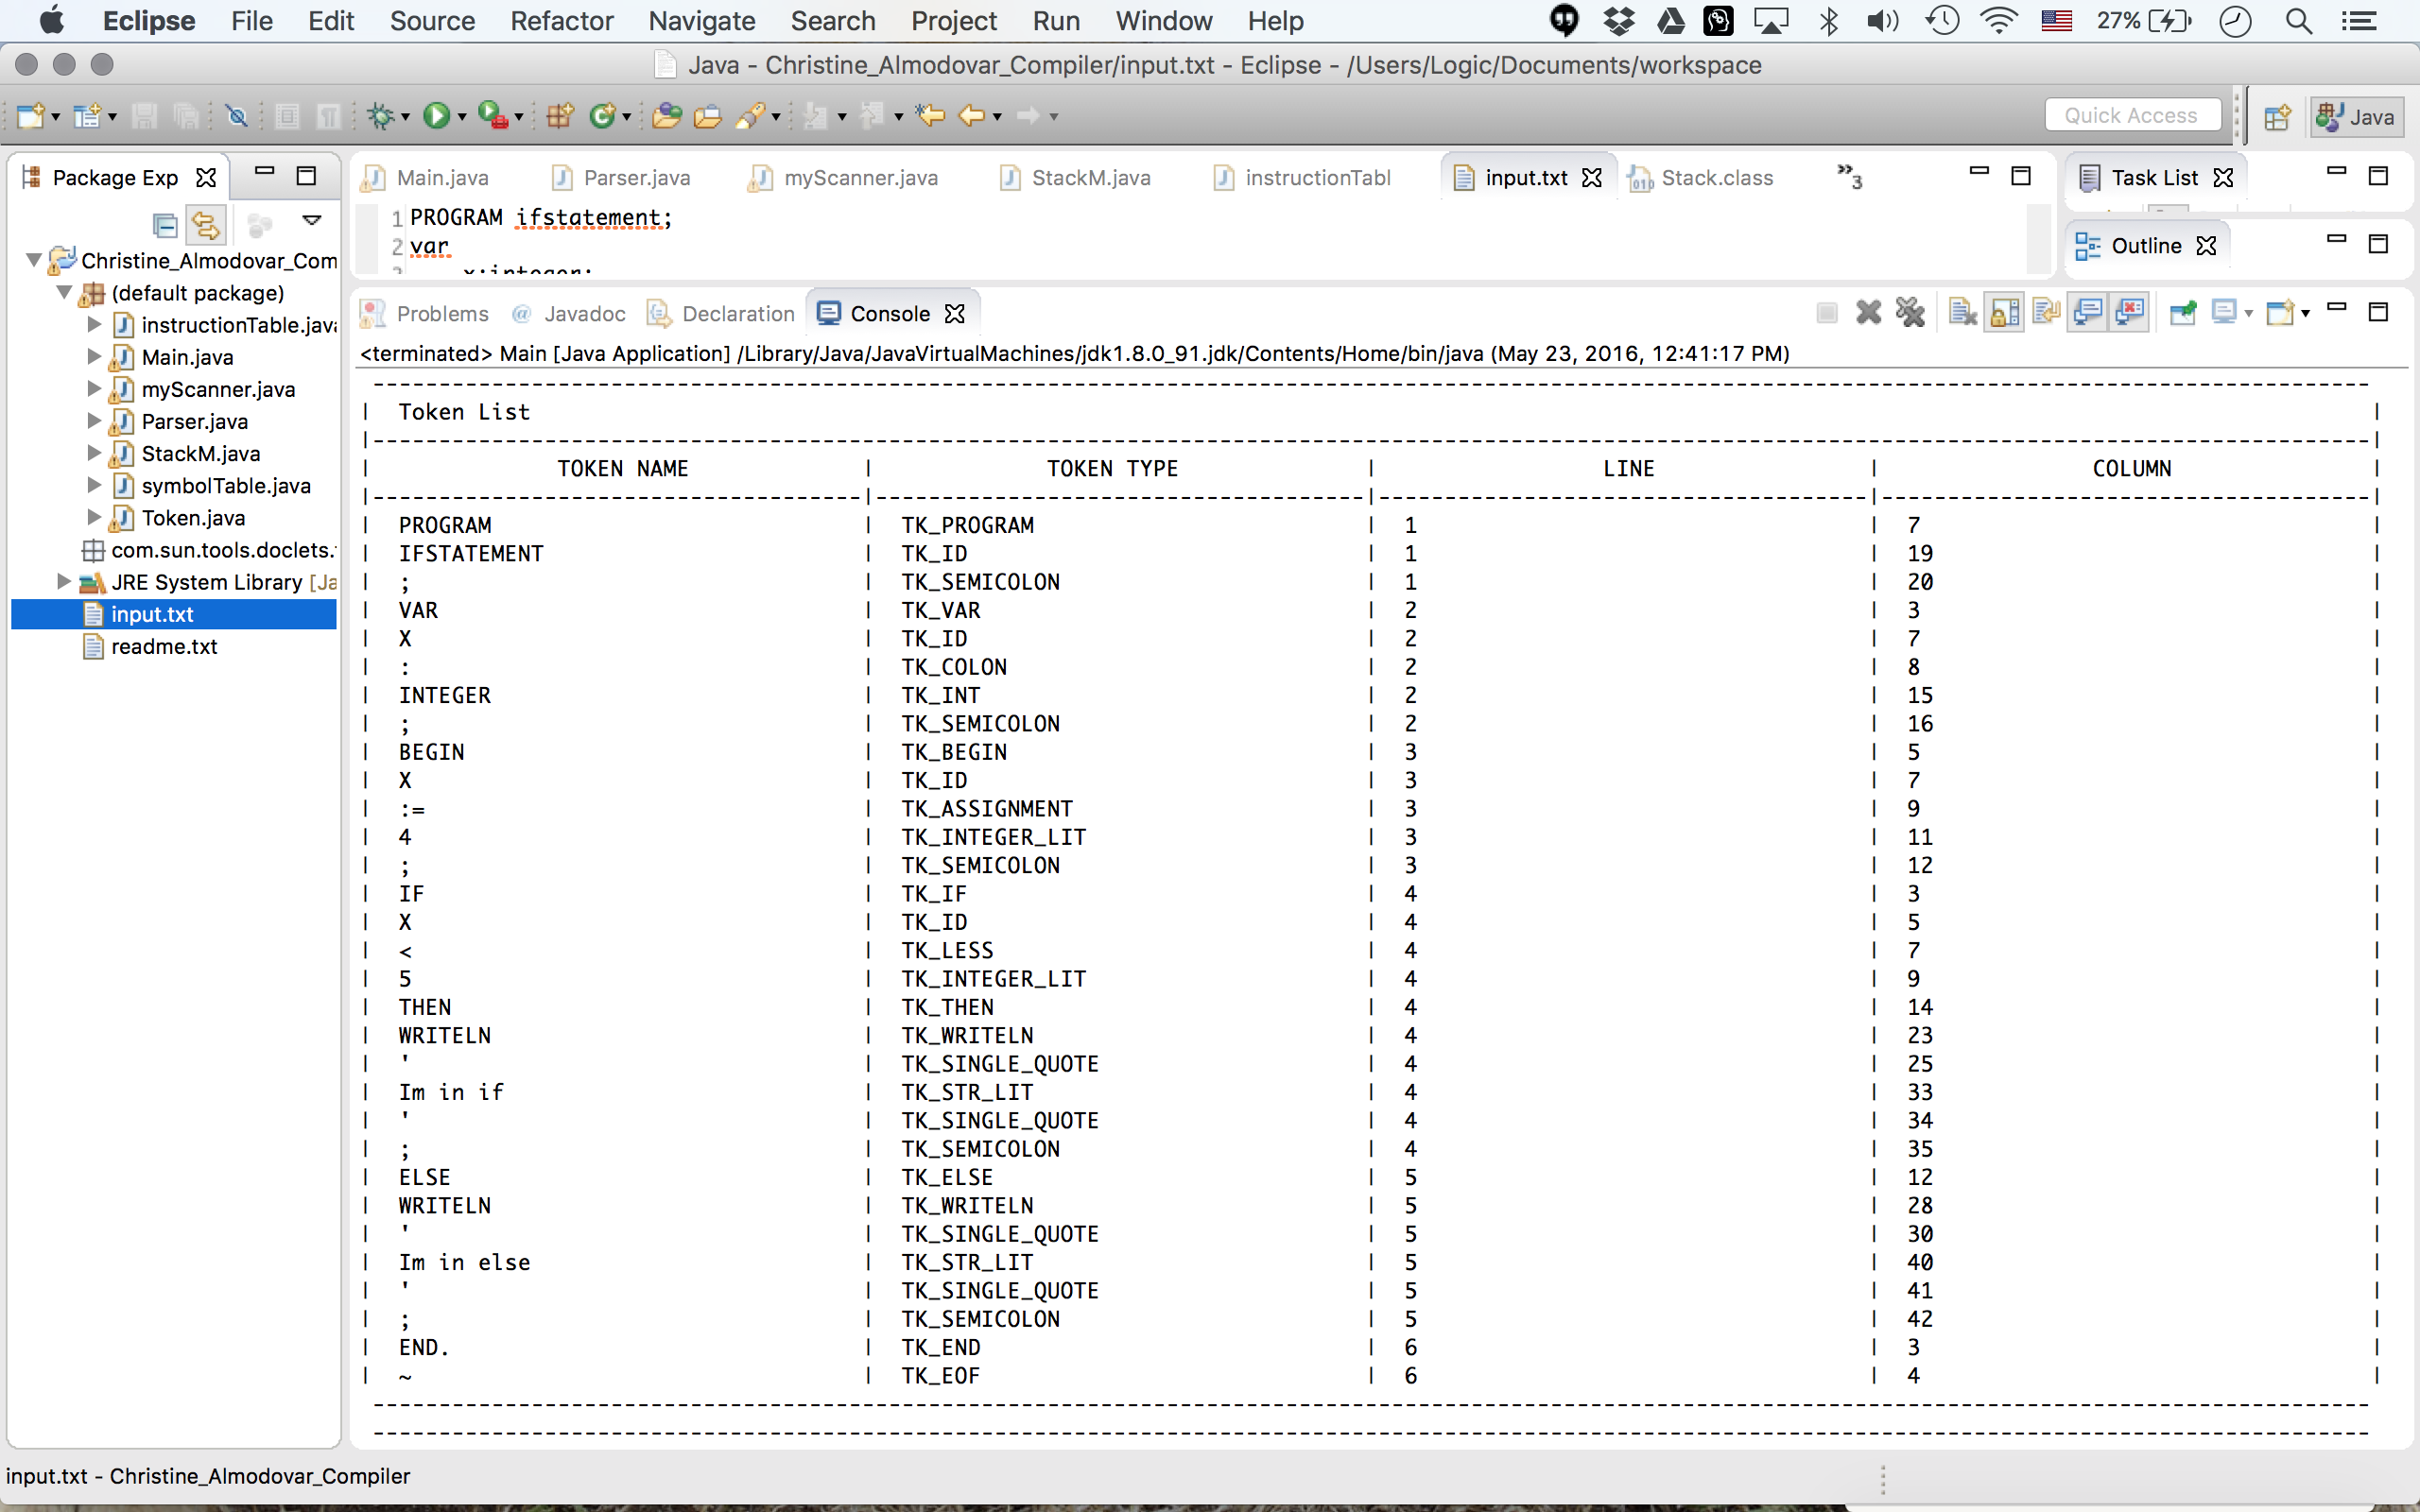 Eclipse File Edit Source Refactor Navigate Search Project Run Window Help 27%
Java - Christine_Almodovar_Compiler/input.txt - Eclipse - /Users/Logic/Documents/workspace
Quick Access Java
Package Exp
Christine_Almodovar_Com
(default package)
instructionTable.java
Main.java
myScanner.java
Parser.java
StackM.java
symbolTable.java
Token.java
com.sun.tools.doclets.
JRE System Library [Ja
input.txt
readme.txt
Main.java Parser.java myScanner.java StackM.java instructionTabl input.txt Stack.class »3
1 PROGRAM ifstatement;
2 var
3 x:integer;
Task List
Outline
Problems @ Javadoc Declaration Console
<terminated> Main [Java Application] /Library/Java/JavaVirtualMachines/jdk1.8.0_91.jdk/Contents/Home/bin/java (May 23, 2016, 12:41:17 PM)
| Token List |
| TOKEN NAME | TOKEN TYPE | LINE | COLUMN |
| PROGRAM | TK_PROGRAM | 1 | 7 |
| IFSTATEMENT | TK_ID | 1 | 19 |
| ; | TK_SEMICOLON | 1 | 20 |
| VAR | TK_VAR | 2 | 3 |
| X | TK_ID | 2 | 7 |
| : | TK_COLON | 2 | 8 |
| INTEGER | TK_INT | 2 | 15 |
| ; | TK_SEMICOLON | 2 | 16 |
| BEGIN | TK_BEGIN | 3 | 5 |
| X | TK_ID | 3 | 7 |
| := | TK_ASSIGNMENT | 3 | 9 |
| 4 | TK_INTEGER_LIT | 3 | 11 |
| ; | TK_SEMICOLON | 3 | 12 |
| IF | TK_IF | 4 | 3 |
| X | TK_ID | 4 | 5 |
| < | TK_LESS | 4 | 7 |
| 5 | TK_INTEGER_LIT | 4 | 9 |
| THEN | TK_THEN | 4 | 14 |
| WRITELN | TK_WRITELN | 4 | 23 |
| ' | TK_SINGLE_QUOTE | 4 | 25 |
| Im in if | TK_STR_LIT | 4 | 33 |
| ' | TK_SINGLE_QUOTE | 4 | 34 |
| ; | TK_SEMICOLON | 4 | 35 |
| ELSE | TK_ELSE | 5 | 12 |
| WRITELN | TK_WRITELN | 5 | 28 |
| ' | TK_SINGLE_QUOTE | 5 | 30 |
| Im in else | TK_STR_LIT | 5 | 40 |
| ' | TK_SINGLE_QUOTE | 5 | 41 |
| ; | TK_SEMICOLON | 5 | 42 |
| END. | TK_END | 6 | 3 |
| ~ | TK_EOF | 6 | 4 |
input.txt - Christine_Almodovar_Compiler